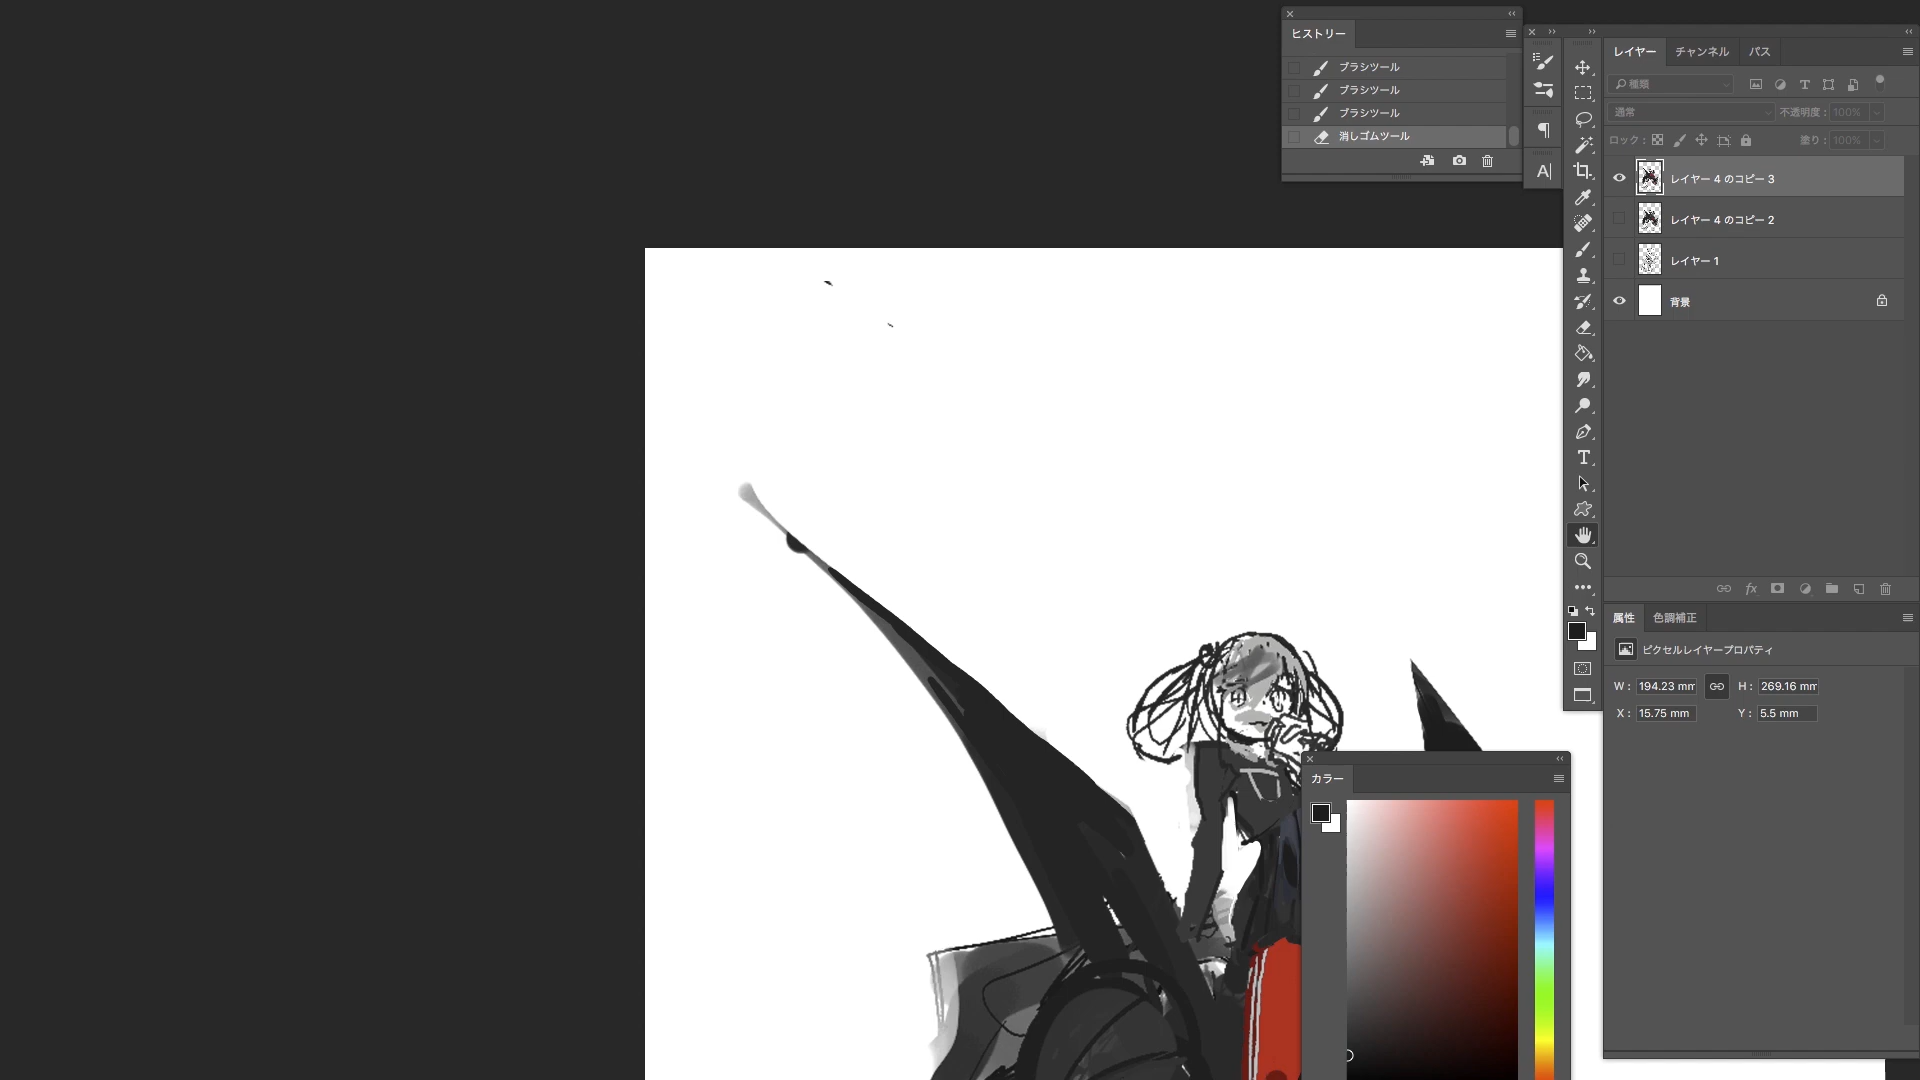 ヒストリー
ブラシツール
ブラシツール
ブラシツール
消しゴムツール
レイヤー チャンネル パス
種類
通常 不透明度: 100%
ロック: 塗り: 100%
レイヤー 4 のコピー 3
レイヤー 4 のコピー 2
レイヤー 1
背景
fx
属性 色調補正
ピクセルレイヤープロパティ
W: 194.23 mm H: 269.16 mm
X: 15.75 mm Y: 5.5 mm
カラー